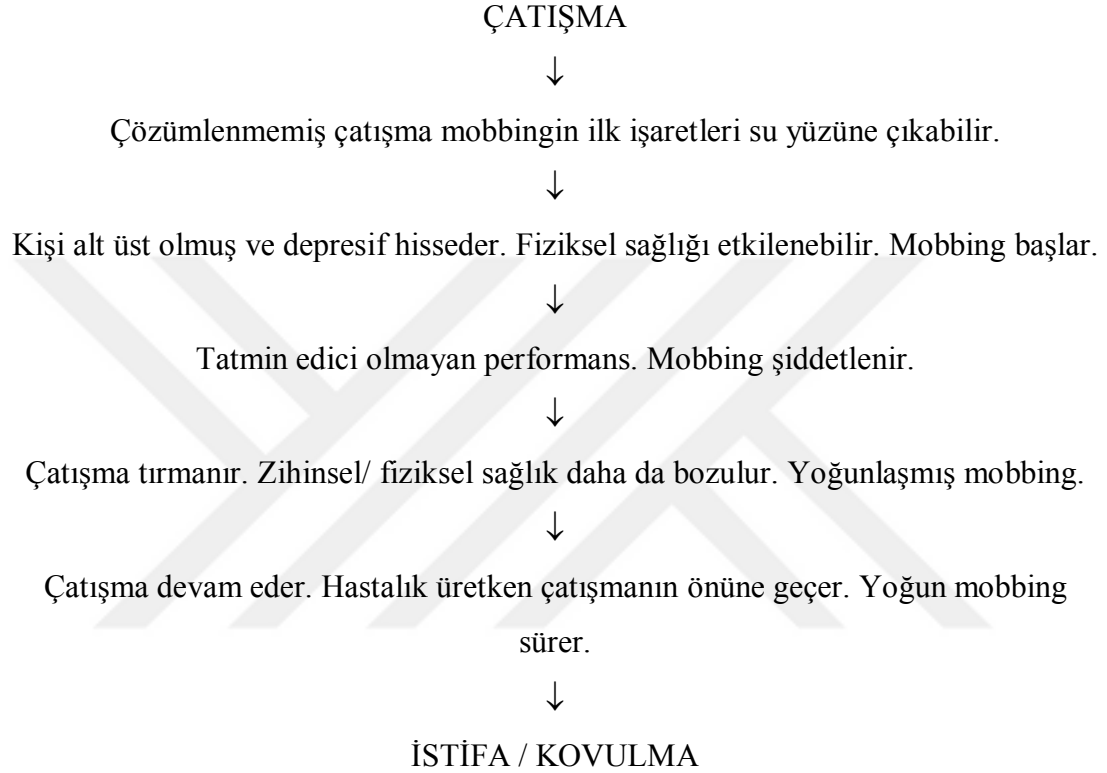 ÇATIŞMA
↓
Çözümlenmemiş çatışma mobbingin ilk işaretleri su yüzüne çıkabilir.
↓
Kişi alt üst olmuş ve depresif hisseder. Fiziksel sağlığı etkilenebilir. Mobbing başlar.
↓
Tatmin edici olmayan performans. Mobbing şiddetlenir.
↓
Çatışma tırmanır. Zihinsel/ fiziksel sağlık daha da bozulur. Yoğunlaşmış mobbing.
↓
Çatışma devam eder. Hastalık üretken çatışmanın önüne geçer. Yoğun mobbing
sürer.
↓
İSTİFA / KOVULMA